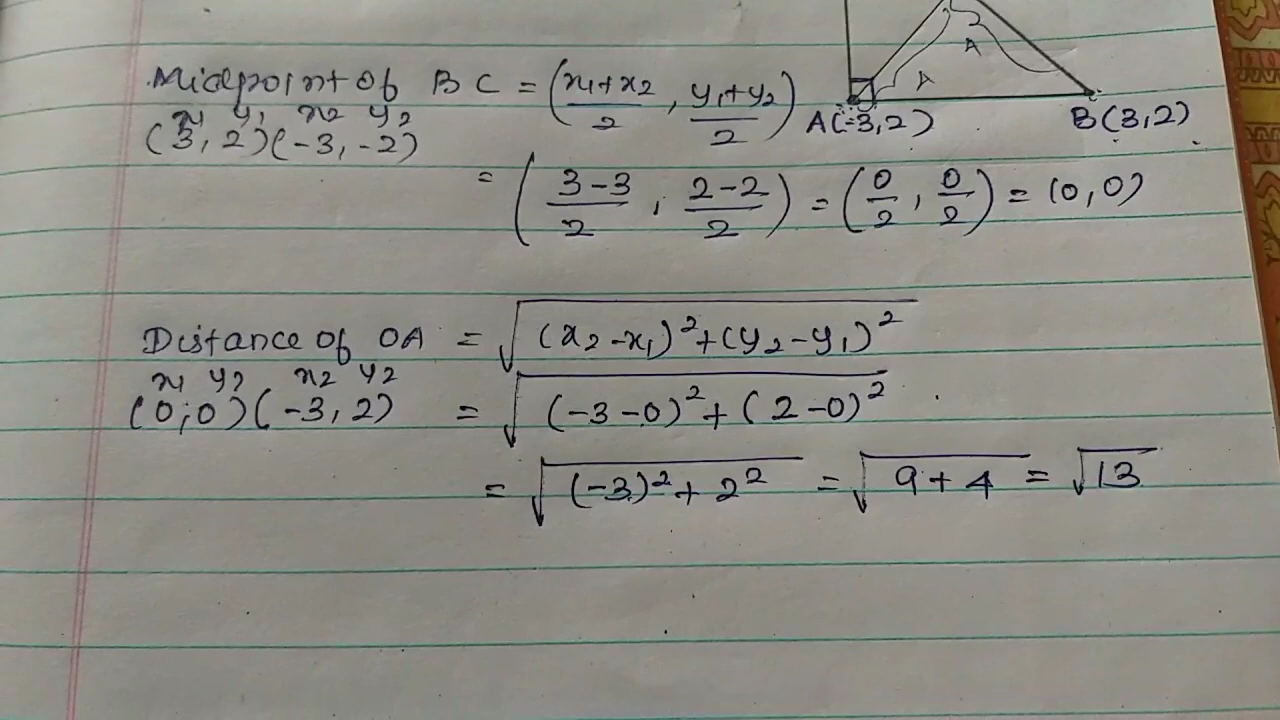 A
A
Midpoint of BC = (x₁+x₂/2 , y₁+y₂/2)
A(-3,2)
B(3,2)
x₁ y₁ x₂ y₂
(3,2)(-3,-2)
= (3-3/2 , 2-2/2) = (0/2 , 0/2) = (0,0)
Distance of OA = √(x₂-x₁)²+(y₂-y₁)²
x₁ y₂ x₂ y₂
(0,0)(-3,2) = √(-3-0)²+(2-0)²
= √(-3)²+2² = √9+4 = √13